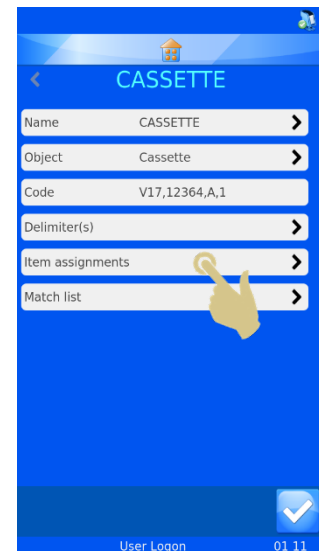 CASSETTE
Name CASSETTE
Object Cassette
Code V17,12364,A,1
Delimiter(s)
Item assignments
Match list
User Logon 01 11